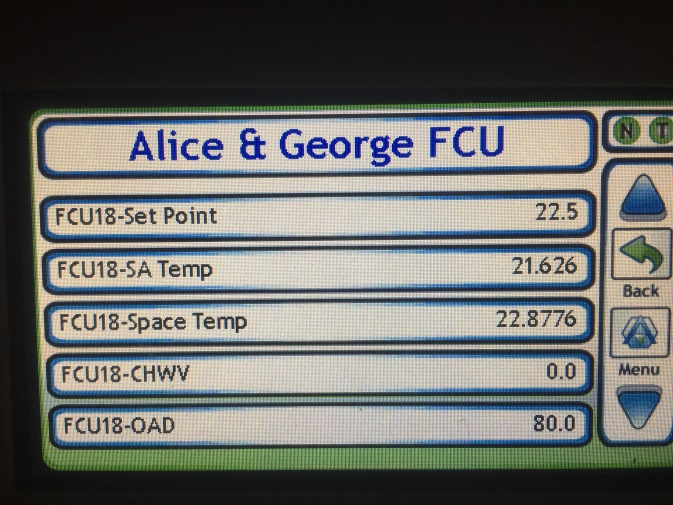 Alice & George FCU
N T
FCU18-Set Point 22.5
FCU18-SA Temp 21.626
Back
FCU18-Space Temp 22.8776
FCU18-CHWV 0.0
Menu
FCU18-OAD 80.0